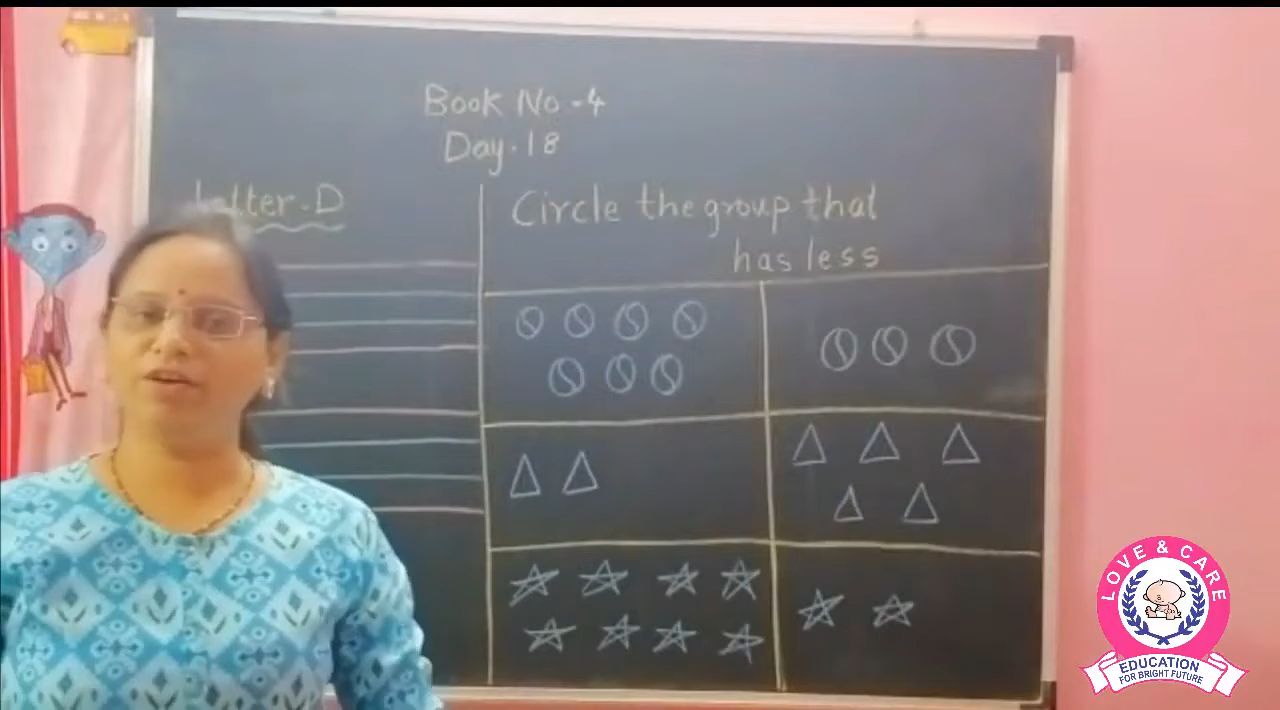 Book No.-4
Day.18
Letter-D
Circle the group that
has less
LOVE & CARE
EDUCATION
FOR BRIGHT FUTURE